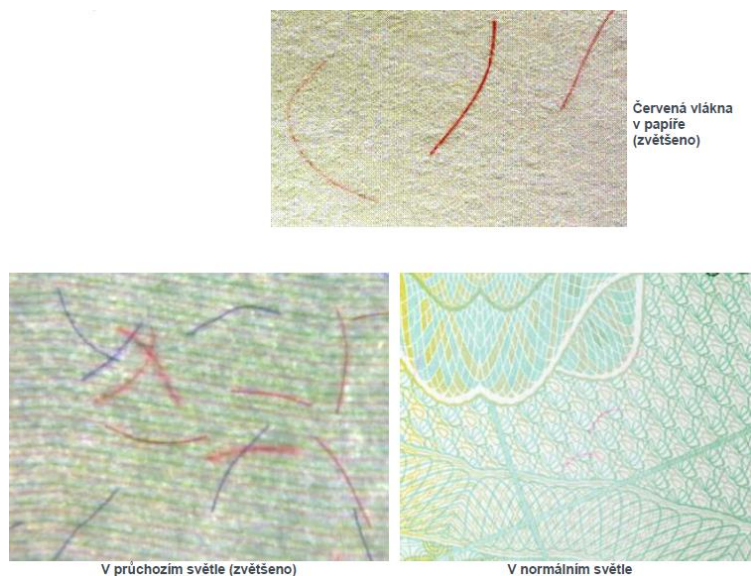 Červená vlákna
v papíře
(zvětšeno)
V průchozím světle (zvětšeno)
V normálním světle